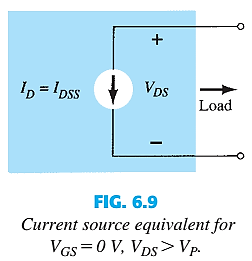 +
I_D = I_DSS
V_DS
Load
−
FIG. 6.9
Current source equivalent for
V_GS = 0 V, V_DS > V_P.